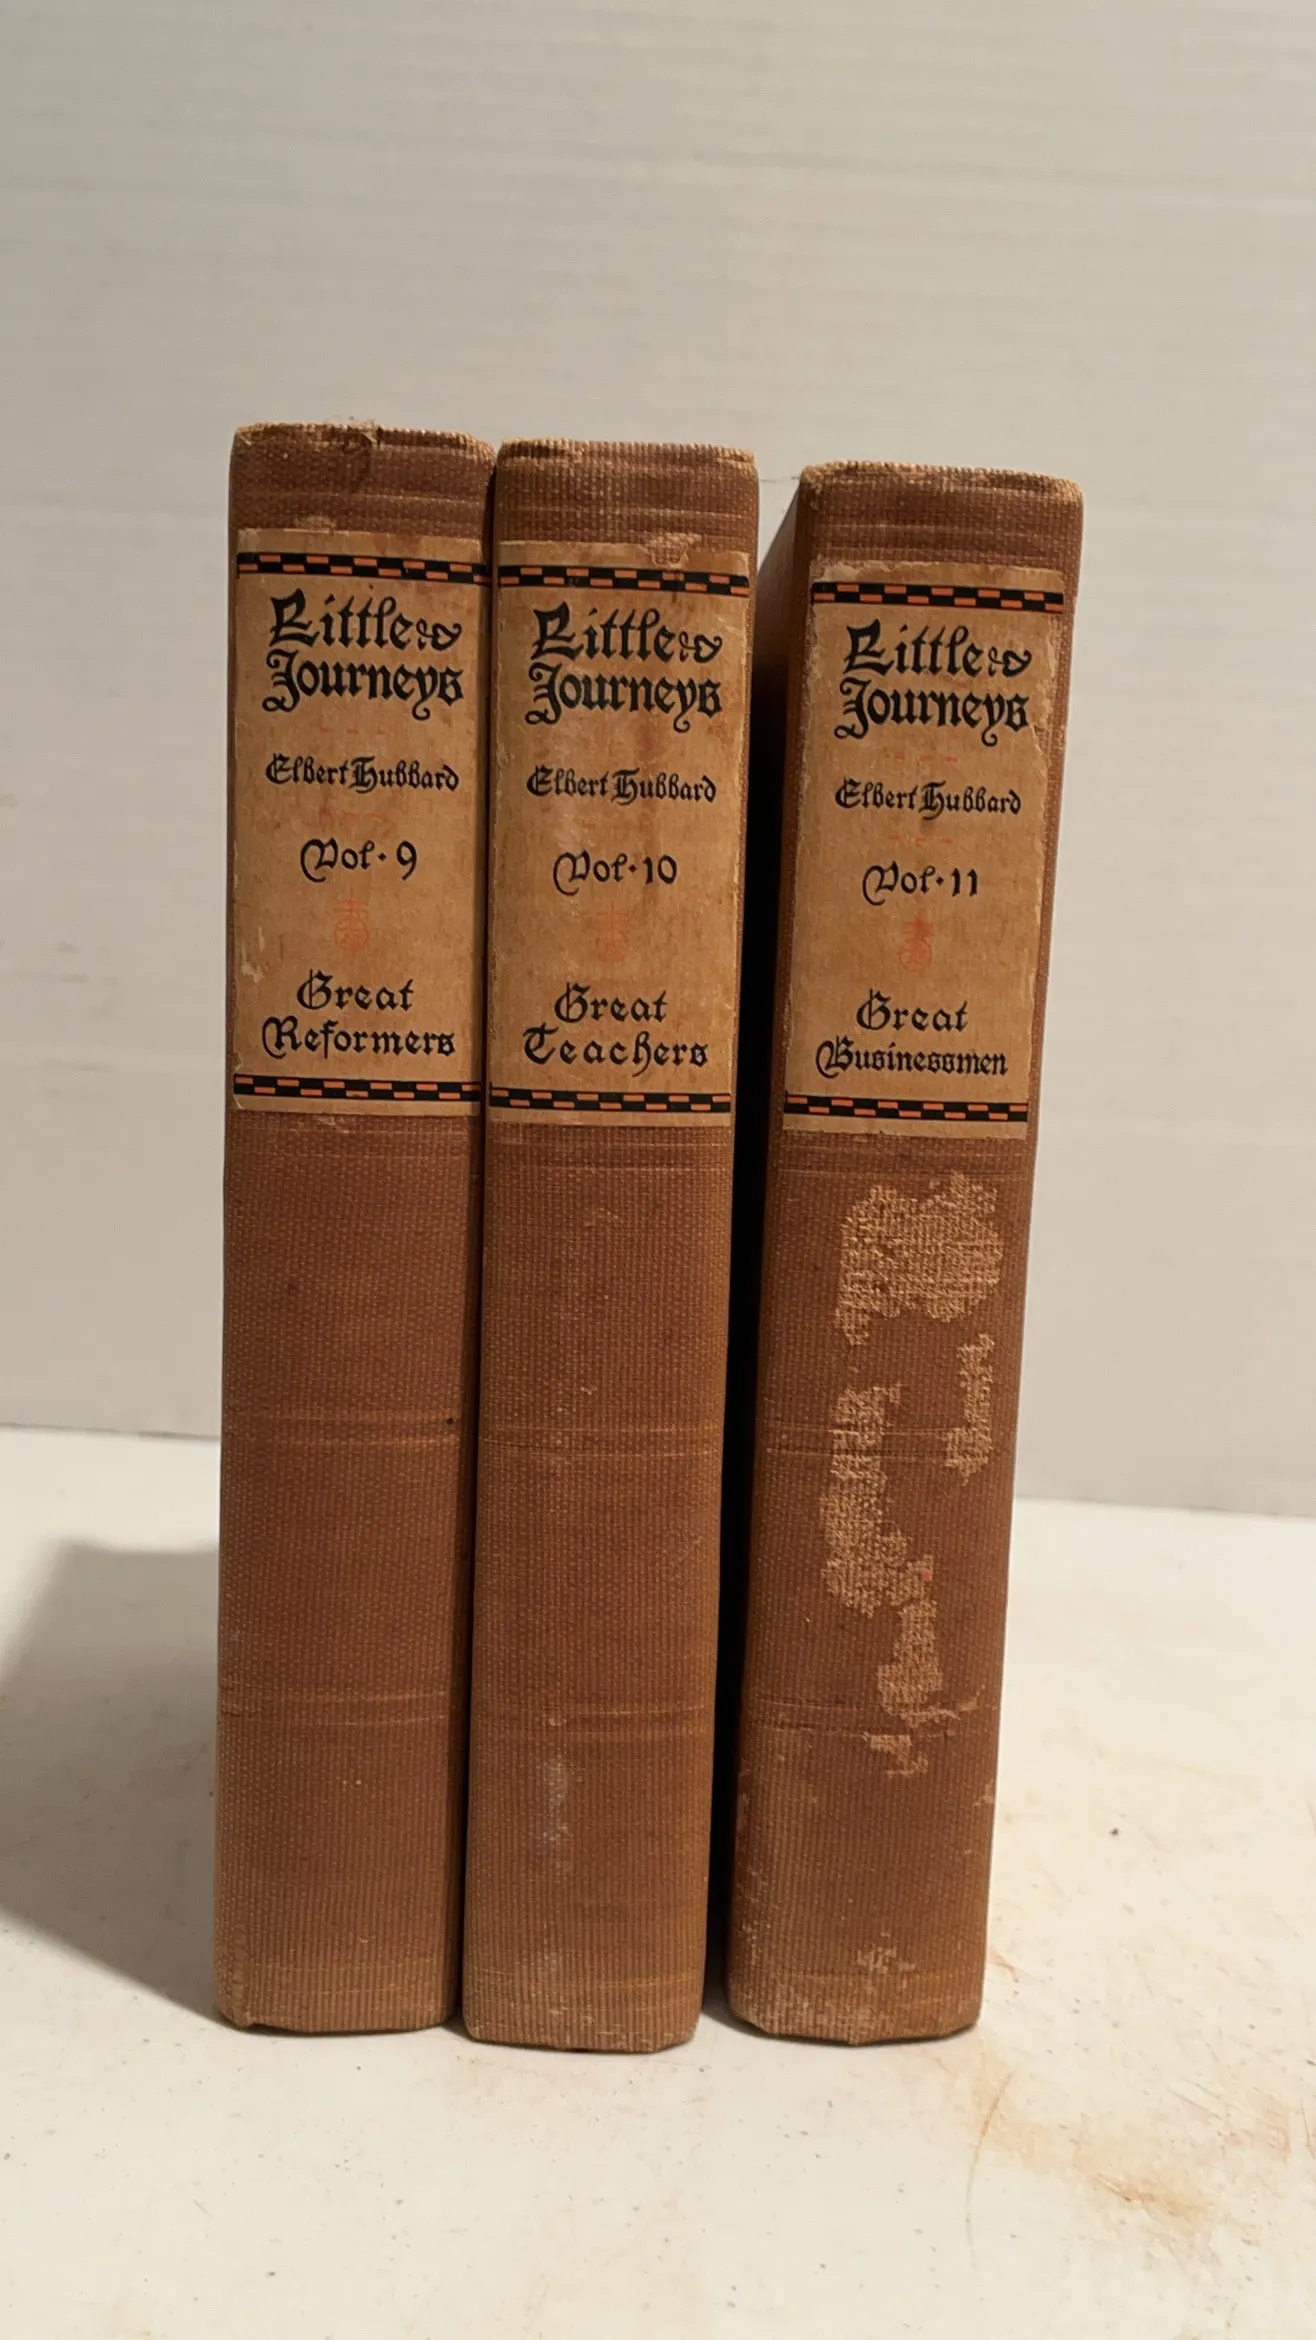 Little
Journeys
Elbert Hubbard
Vol. 9
Great
Reformers
Little
Journeys
Elbert Hubbard
Vol. 10
Great
Teachers
Little
Journeys
Elbert Hubbard
Vol. 11
Great
Businessmen